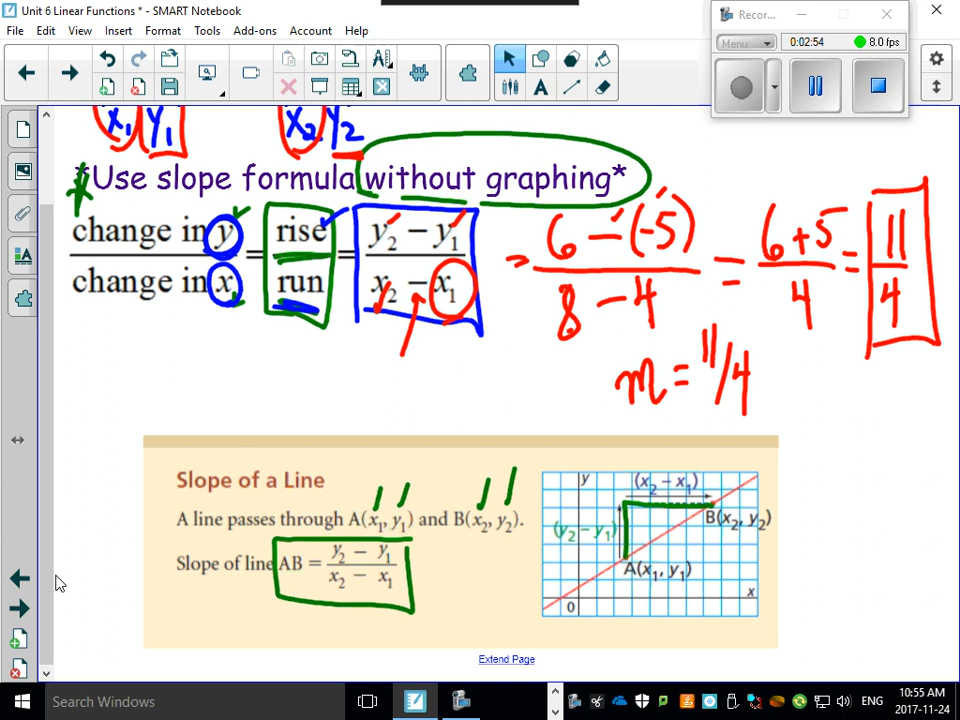 Unit 6 Linear Functions * - SMART Notebook
Recor...
File Edit View Insert Format Tools Add-ons Account Help
Menu 0:02:54 8.0 fps
x₁ y₁ x₂ y₂
*Use slope formula without graphing*
change in y / change in x = rise / run = y₂ − y₁ / x₂ − x₁ = 6 − (-5) / 8 − 4 = 6+5 / 4 = 11 / 4
m = 11/4
Slope of a Line
A line passes through A(x₁, y₁) and B(x₂, y₂).
Slope of line AB = y₂ − y₁ / x₂ − x₁
y
(x₂ − x₁)
B(x₂, y₂)
(y₂ − y₁)
A(x₁, y₁)
x
0
Extend Page
Search Windows
ENG
10:55 AM
2017-11-24